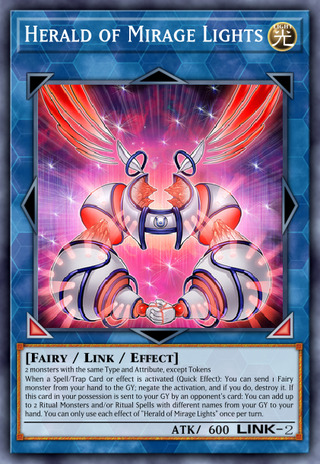 Herald of Mirage Lights
LIGHT
光
[Fairy / Link / Effect]
2 monsters with the same Type and Attribute, except Tokens
When a Spell/Trap Card or effect is activated (Quick Effect): You can send 1 Fairy
monster from your hand to the GY; negate the activation, and if you do, destroy it. If
this card in your possession is sent to your GY by an opponent's card: You can add up
to 2 Ritual Monsters and/or Ritual Spells with different names from your GY to your
hand. You can only use each effect of "Herald of Mirage Lights" once per turn.
ATK/ 600 LINK-2